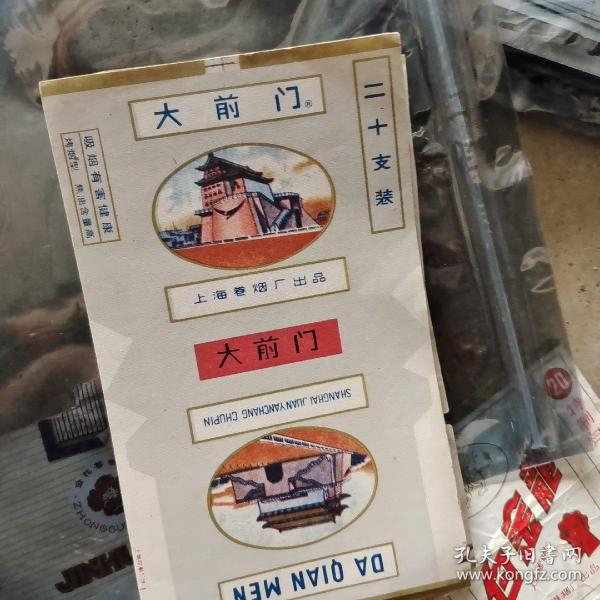 大前门®
二十支装
吸烟有害健康
烤烟型 焦油含量高
上海卷烟厂出品
大前门
SHANGHAI JUANYANCHANG CHUPIN
DA QIAN MEN
ZHONGGU
20
孔夫子旧书网
www.kongfz.com